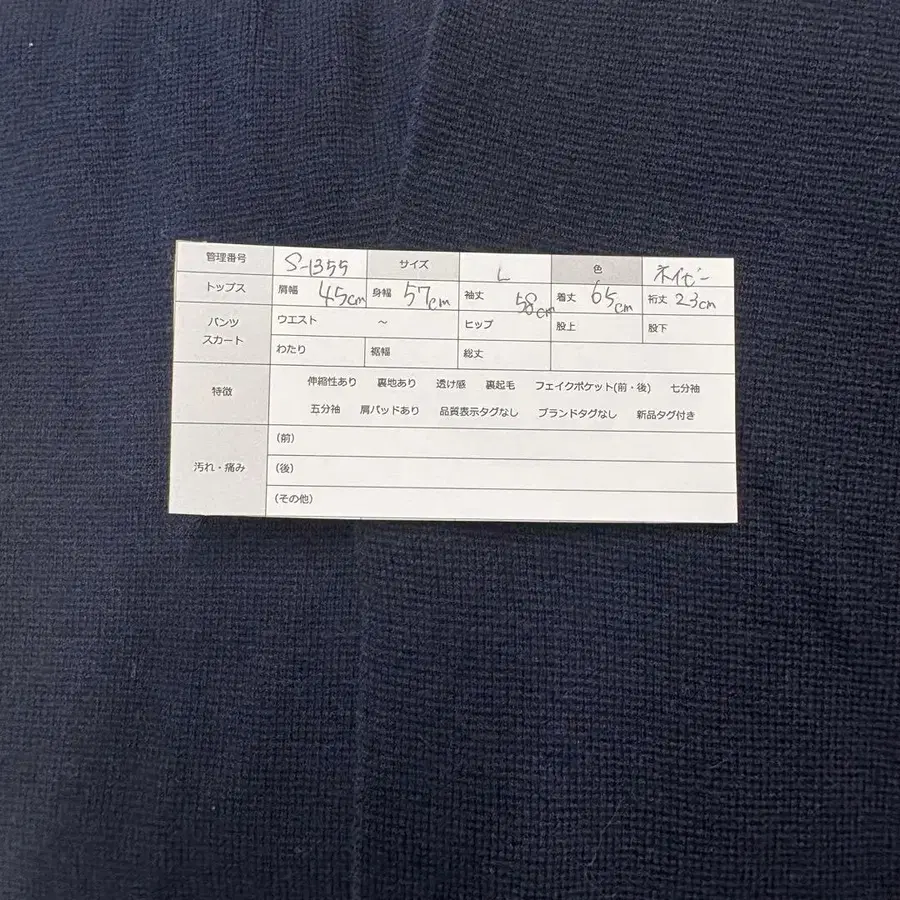 管理番号 S-1355 サイズ L 色 ネイビー
トップス 肩幅 45cm 身幅 57cm 袖丈 58cm 着丈 65cm 裄丈 23cm
パンツ スカート ウエスト ～ ヒップ 股上 股下
わたり 裾幅 総丈
特徴 伸縮性あり 裏地あり 透け感 裏起毛 フェイクポケット(前・後) 七分袖
五分袖 肩パッドあり 品質表示タグなし ブランドタグなし 新品タグ付き
(前)
汚れ・痛み (後)
(その他)